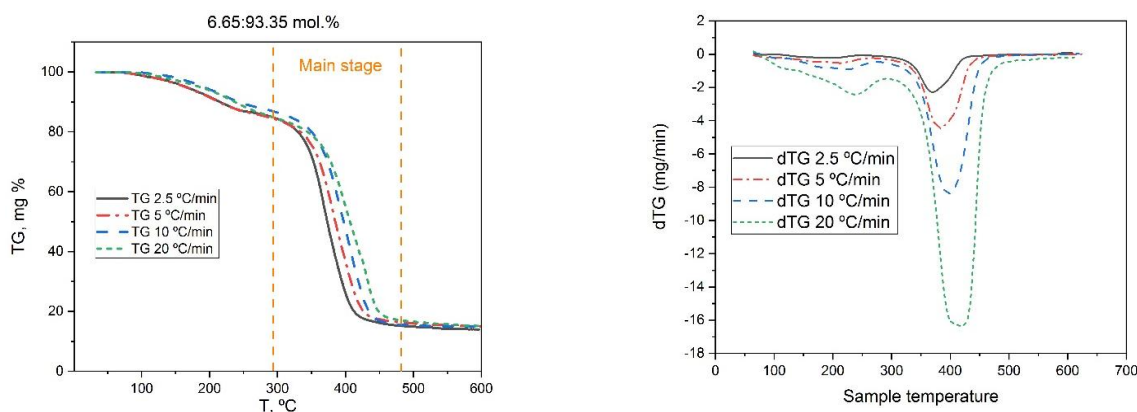 6.65:93.35 mol.%
Main stage
TG, mg %
100
80
60
40
20
0
TG 2.5 ºC/min
TG 5 ºC/min
TG 10 ºC/min
TG 20 ºC/min
0 100 200 300 400 500 600
T, ºC
dTG (mg/min)
0
-2
-4
-6
-8
-10
-12
-14
-16
-18
dTG 2.5 ºC/min
dTG 5 ºC/min
dTG 10 ºC/min
dTG 20 ºC/min
0 100 200 300 400 500 600 700
Sample temperature